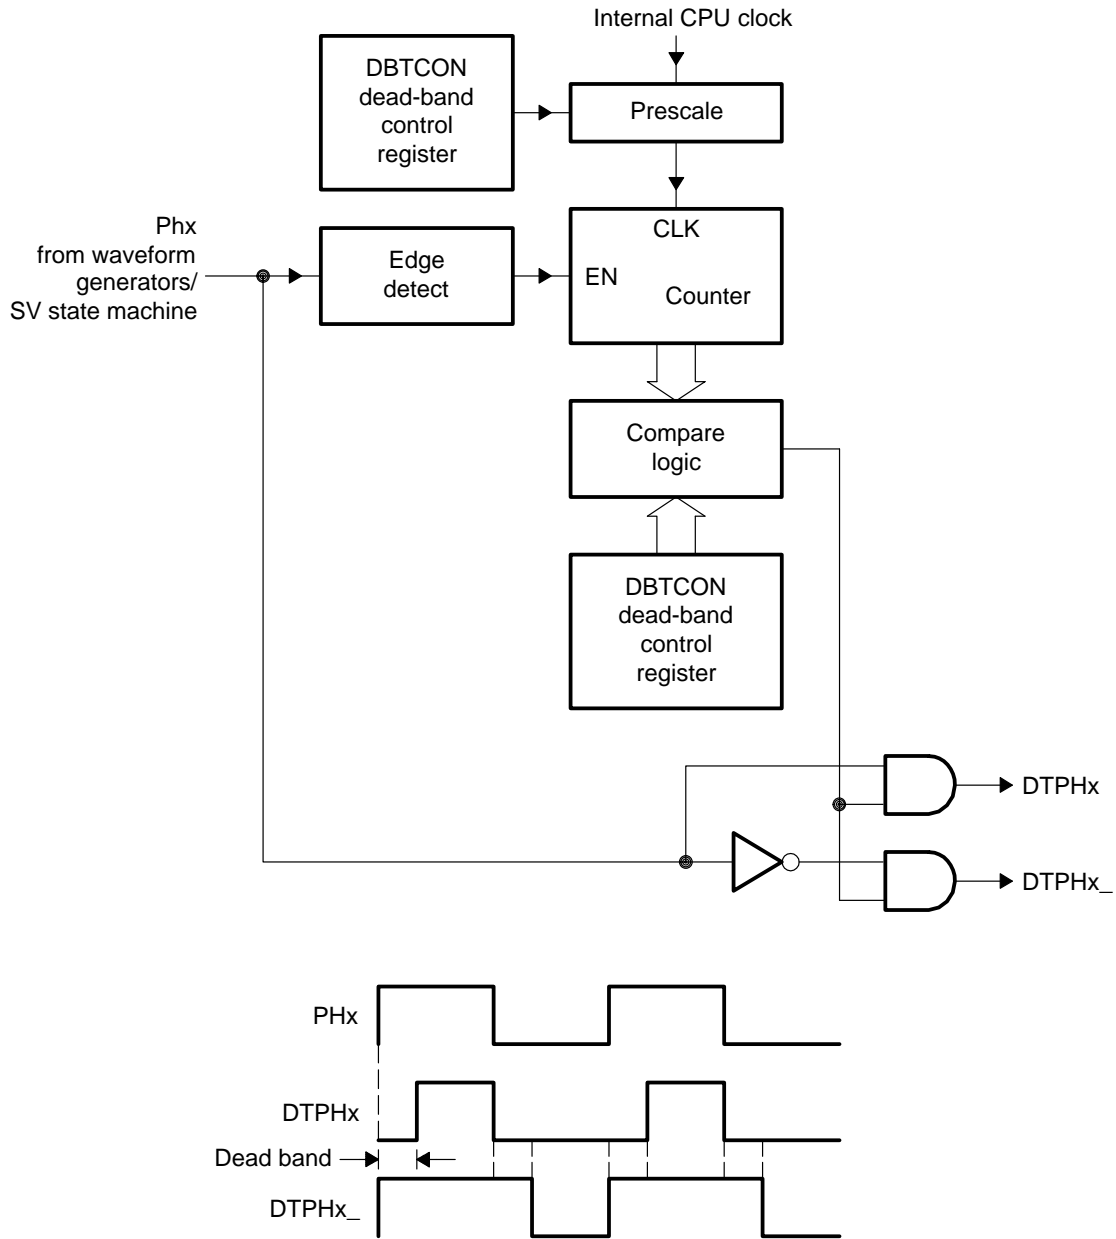 Internal CPU clock
DBTCON
dead-band
control
register
Prescale
Phx
from waveform
generators/
SV state machine
Edge
detect
CLK
EN
Counter
Compare
logic
DBTCON
dead-band
control
register
DTPHx
DTPHx_
PHx
DTPHx
Dead band
DTPHx_